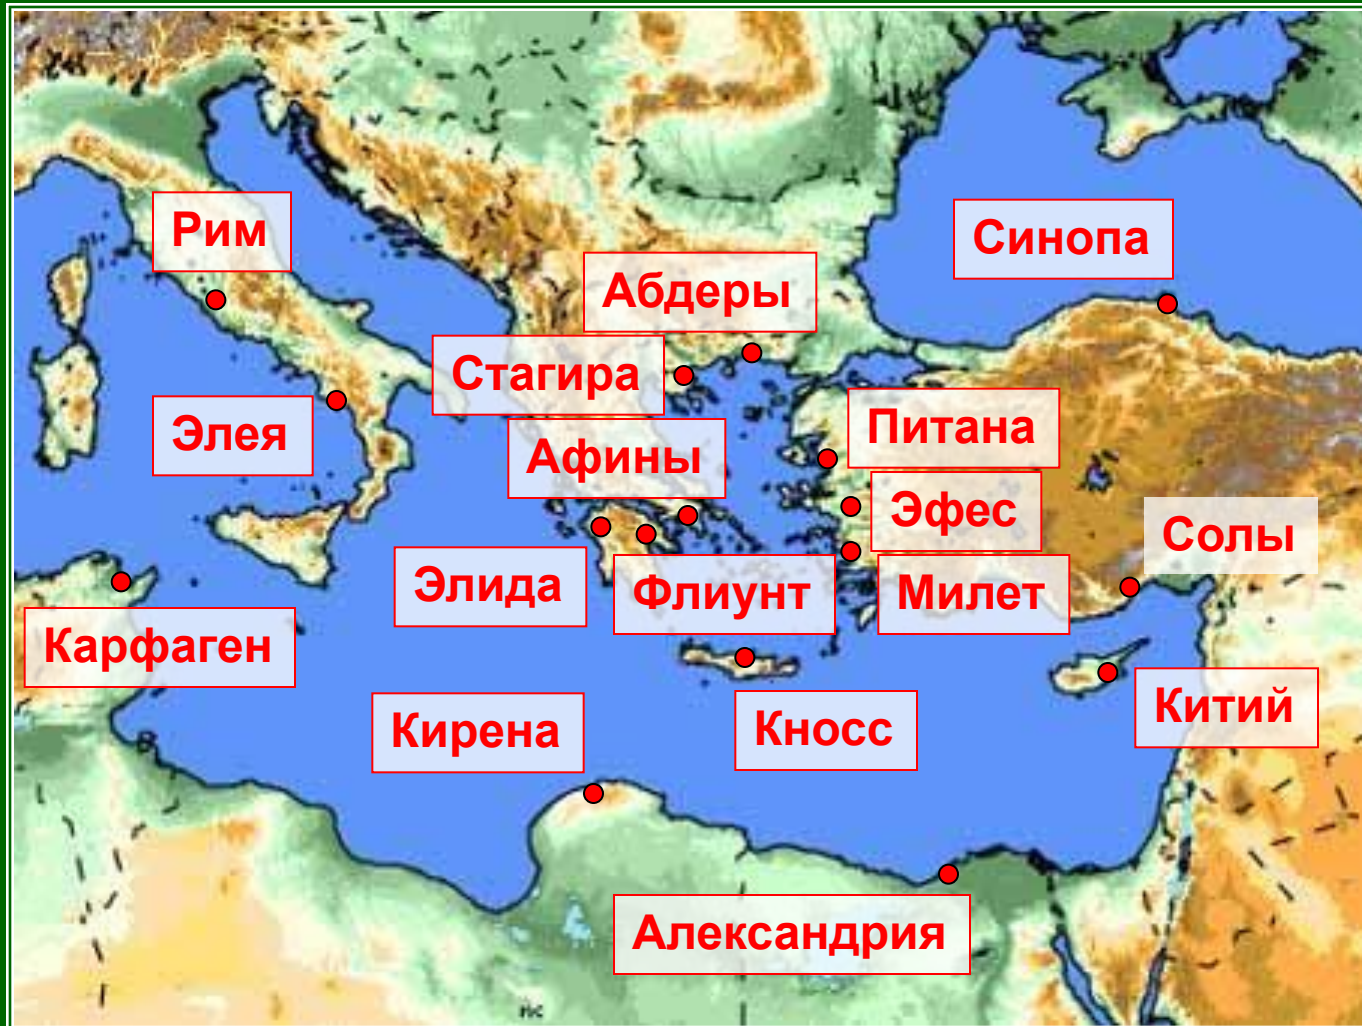 Рим
Синопа
Абдеры
Стагира
Элея
Питана
Афины
Эфес
Солы
Элида
Флиунт
Милет
Карфаген
Китий
Кирена
Кносс
Александрия